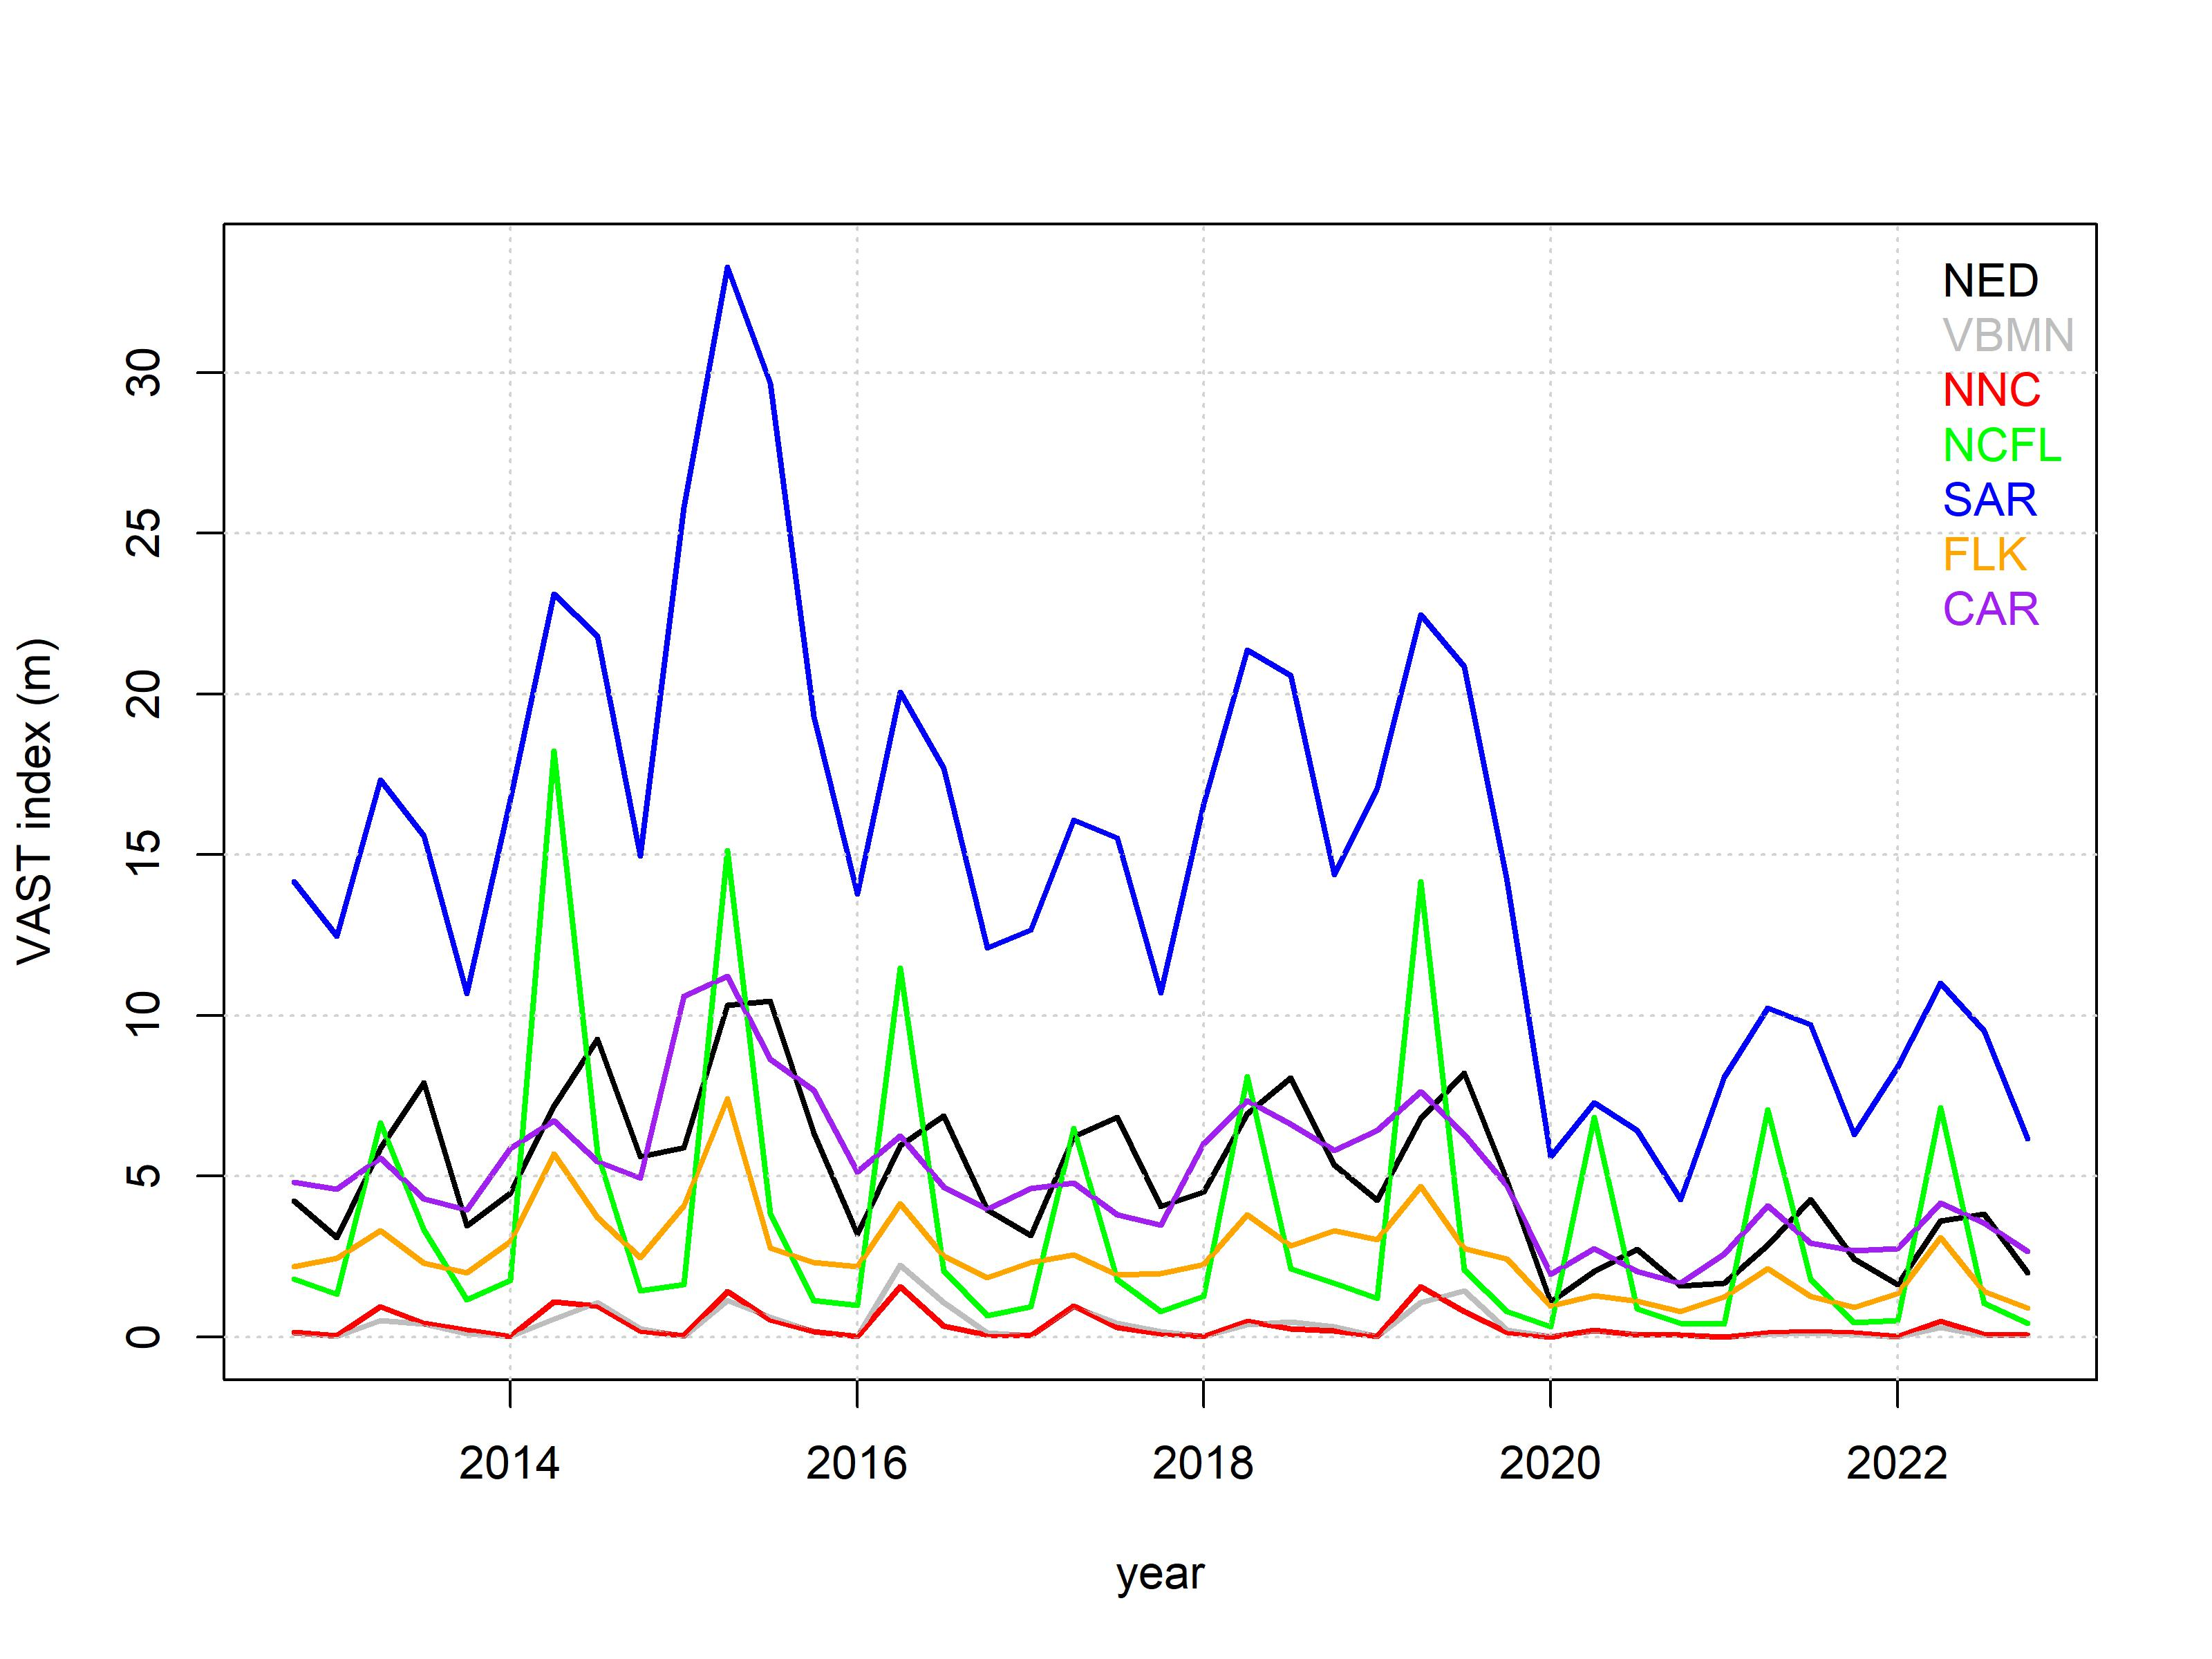 NED
VBMN
NNC
NCFL
SAR
FLK
CAR
VAST index (m)
30
25
20
15
10
5
0
2014 2016 2018 2020 2022
year